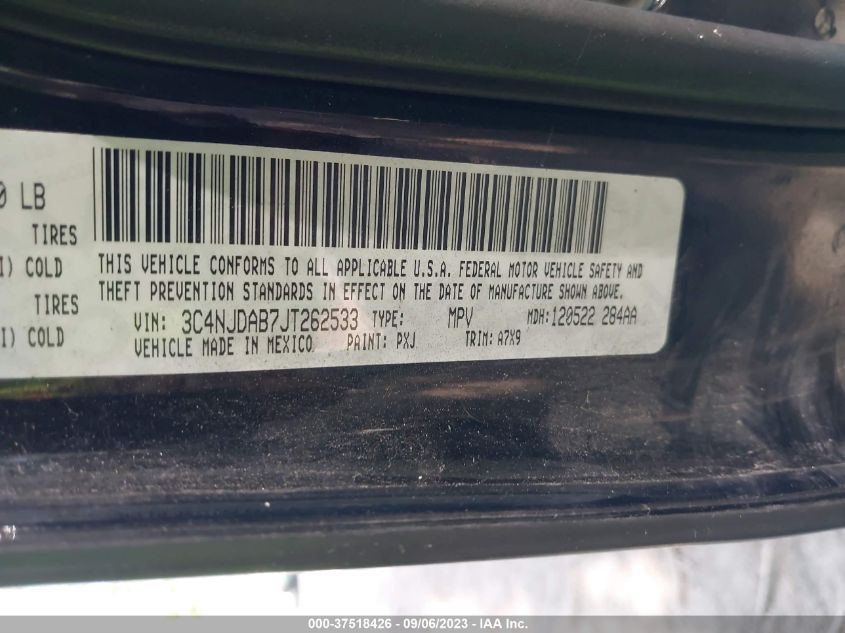 0 LB
TIRES
I) COLD
TIRES
I) COLD
THIS VEHICLE CONFORMS TO ALL APPLICABLE U.S.A. FEDERAL MOTOR VEHICLE SAFETY AND
THEFT PREVENTION STANDARDS IN EFFECT ON THE DATE OF MANUFACTURE SHOWN ABOVE.
VIN: 3C4NJDAB7JT262533 TYPE: MPV MDH:120522 284AA
VEHICLE MADE IN MEXICO PAINT: PXJ TRIM: A7X9
000-37518426 - 09/06/2023 - IAA Inc.